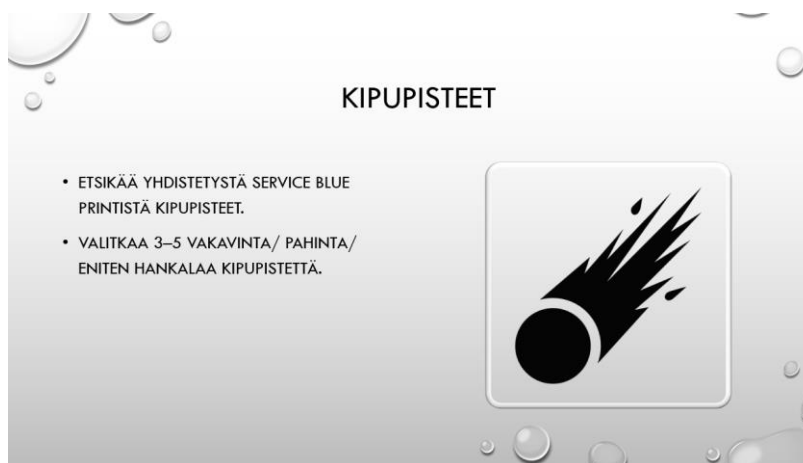 KIPUPISTEET
• ETSIKÄÄ YHDISTETYSTÄ SERVICE BLUE
PRINTISTÄ KIPUPISTEET.
• VALITKAA 3–5 VAKAVINTA/ PAHINTA/
ENITEN HANKALAA KIPUPISTETTÄ.